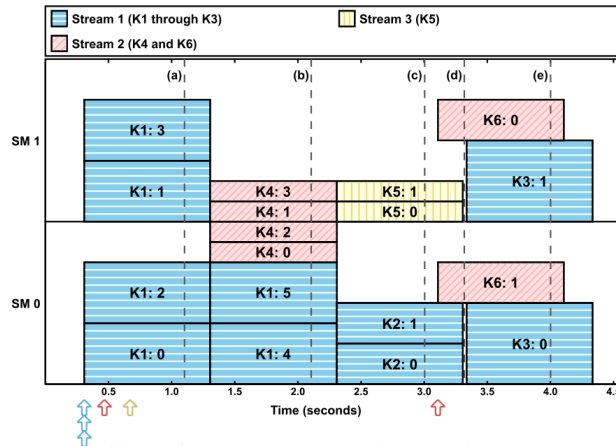 Stream 1 (K1 through K3)
Stream 3 (K5)
Stream 2 (K4 and K6)
(a)
(b)
(c)
(d)
(e)
SM 1
K1: 3
K6: 0
K1: 1
K4: 3
K5: 1
K3: 1
K4: 1
K5: 0
SM 0
K4: 2
K4: 0
K1: 2
K1: 5
K6: 1
K2: 1
K1: 0
K1: 4
K2: 0
K3: 0
0.5 1.0 1.5 2.0 2.5 3.0 3.5 4.0 4.5
Time (seconds)